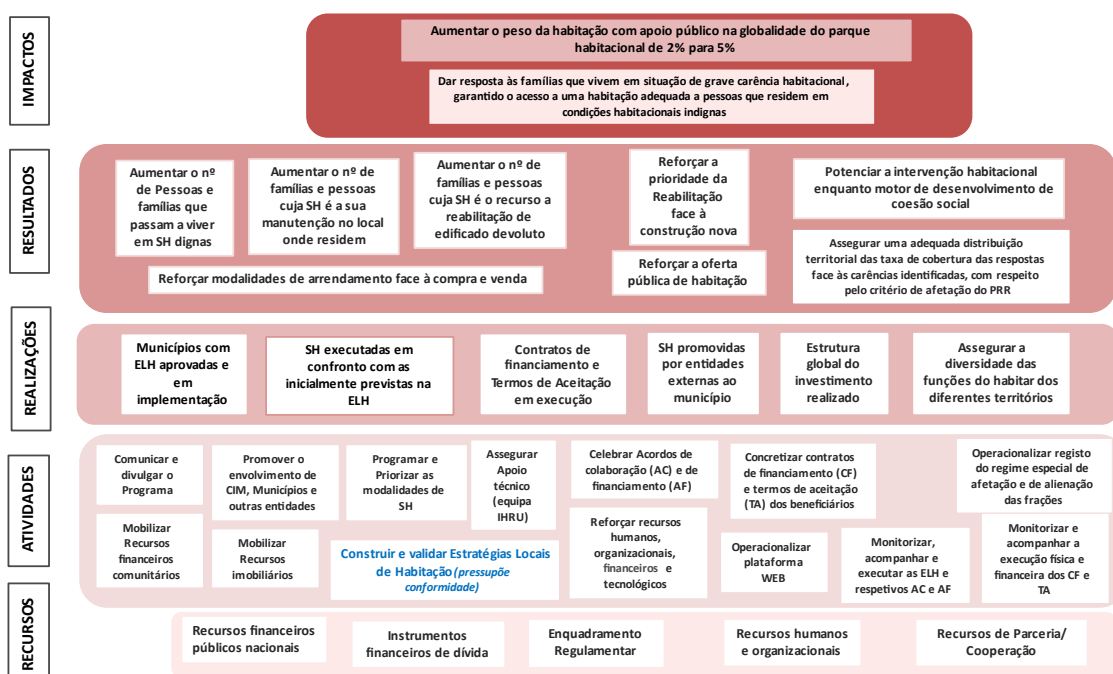 IMPACTOS
Aumentar o peso da habitação com apoio público na globalidade do parque
habitacional de 2% para 5%
Dar resposta às famílias que vivem em situação de grave carência habitacional,
garantido o acesso a uma habitação adequada a pessoas que residem em
condições habitacionais indignas
RESULTADOS
Aumentar o nº
de Pessoas e
famílias que
passam a viver
em SH dignas
Aumentar o nº de
famílias e pessoas
cuja SH é a sua
manutenção no local
onde residem
Aumentar o nº de
famílias e pessoas
cuja SH é o recurso a
reabilitação de
edificado devoluto
Reforçar a
prioridade da
Reabilitação
face à
construção nova
Potenciar a intervenção habitacional
enquanto motor de desenvolvimento de
coesão social
Reforçar modalidades de arrendamento face à compra e venda
Reforçar a oferta
pública de habitação
Assegurar uma adequada distribuição
territorial das taxa de cobertura das respostas
face às carências identificadas, com respeito
pelo critério de afetação do PRR
REALIZAÇÕES
Municípios com
ELH aprovadas e
em
implementação
SH executadas em
confronto com as
inicialmente previstas na
ELH
Contratos de
financiamento e
Termos de Aceitação
em execução
SH promovidas
por entidades
externas ao
município
Estrutura
global do
investimento
realizado
Assegurar a
diversidade das
funções do habitar dos
diferentes territórios
ATIVIDADES
Comunicar e
divulgar o
Programa
Promover o
envolvimento de
CIM, Municípios e
outras entidades
Programar e
Priorizar as
modalidades de
SH
Assegurar
Apoio
técnico
(equipa
IHRU)
Celebrar Acordos de
colaboração (AC) e de
financiamento (AF)
Concretizar contratos
de financiamento (CF)
e termos de aceitação
(TA) dos beneficiários
Operacionalizar registo
do regime especial de
afetação e de alienação
das frações
Mobilizar
Recursos
financeiros
comunitários
Mobilizar
Recursos
imobiliários
Construir e validar Estratégias Locais
de Habitação (pressupõe
conformidade)
Reforçar recursos
humanos,
organizacionais,
financeiros e
tecnológicos
Operacionalizar
plataforma
WEB
Monitorizar,
acompanhar e
executar as ELH e
respetivos AC e AF
Monitorizar e
acompanhar a
execução física e
financeira dos CF e
TA
RECURSOS
Recursos financeiros
públicos nacionais
Instrumentos
financeiros de dívida
Enquadramento
Regulamentar
Recursos humanos
e organizacionais
Recursos de Parceria/
Cooperação